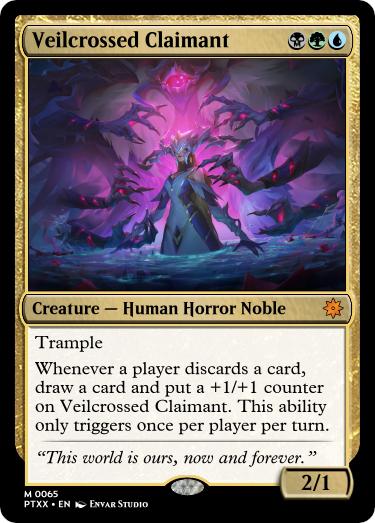 Veilcrossed Claimant
Creature — Human Horror Noble
Trample
Whenever a player discards a card,
draw a card and put a +1/+1 counter
on Veilcrossed Claimant. This ability
only triggers once per player per turn.
“This world is ours, now and forever.”
2/1
M 0065
PTXX • EN Envar Studio